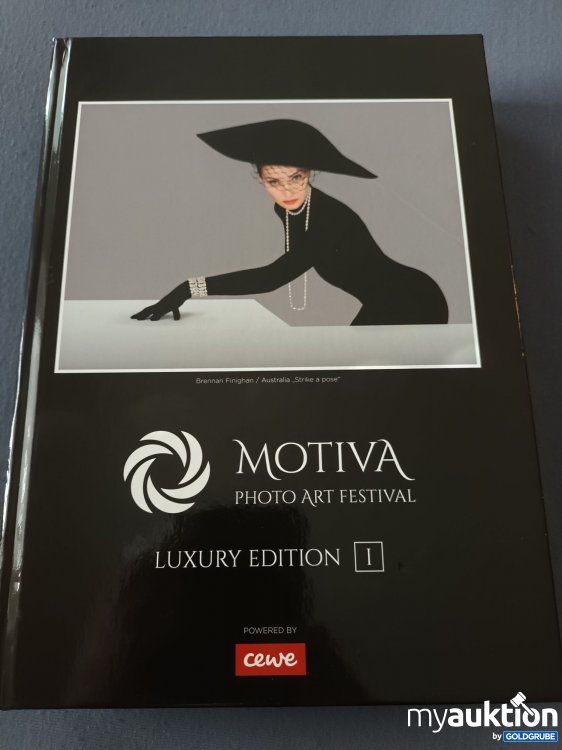 Brennan Finighan / Australia „Strike a pose"
MOTIVA
PHOTO ART FESTIVAL
LUXURY EDITION I
POWERED BY
cewe
myauktion
by GOLDGRUBE